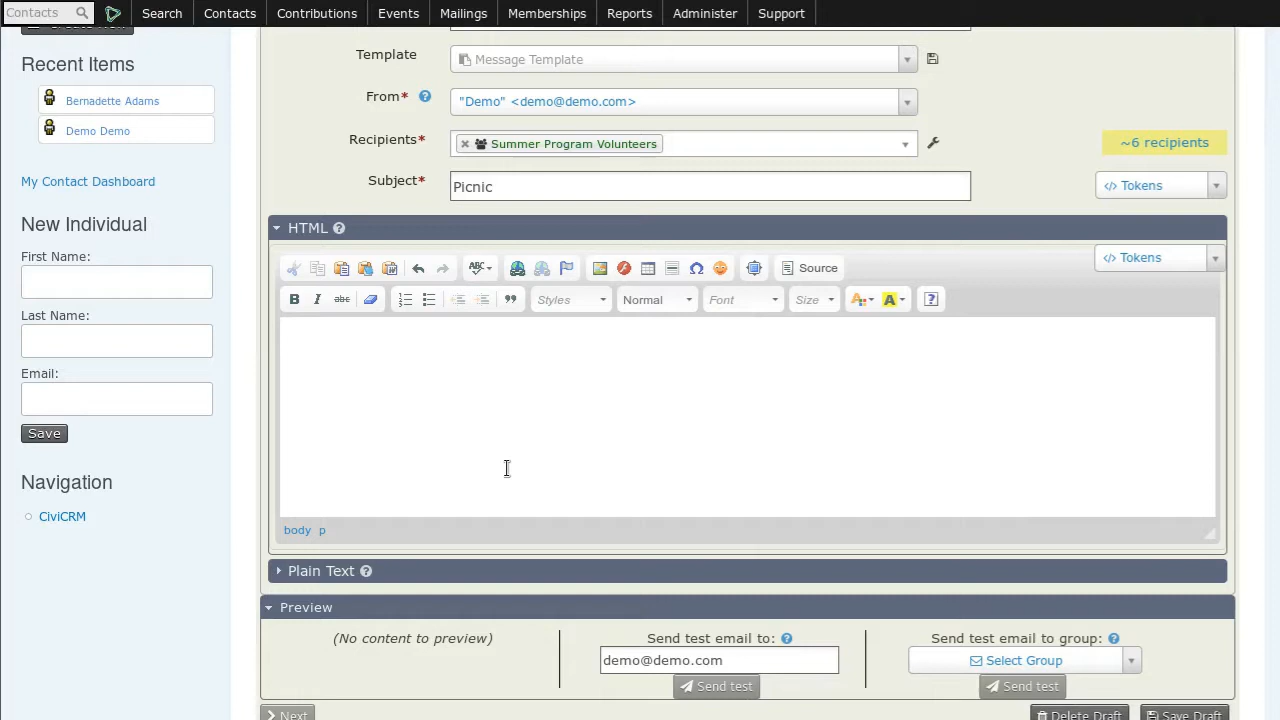 Contacts Search Contacts Contributions Events Mailings Memberships Reports Administer Support
Create New
Recent Items
Bernadette Adams
Demo Demo
My Contact Dashboard
New Individual
First Name:
Last Name:
Email:
Save
Navigation
CiviCRM
Template Message Template
From* "Demo" <demo@demo.com>
Recipients* Summer Program Volunteers ~6 recipients
Subject* Picnic Tokens
HTML
Tokens
ABC Source
B I abc Styles Normal Font Size A A ?
body p
Plain Text
Preview
(No content to preview) Send test email to: Send test email to group:
demo@demo.com Select Group
Send test Send test
Next Delete Draft Save Draft